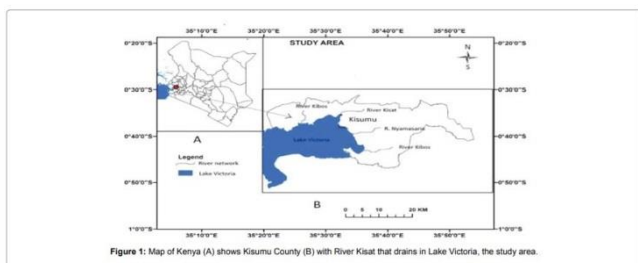 35°10'0"E 35°20'0"E 35°30'0"E 35°40'0"E 35°50'0"E
STUDY AREA
0°20'0"S 0°20'0"S
N
S
0°30'0"S 0°30'0"S
River Kibos River Kisat
Kisumu
R. Nyamasaria
0°40'0"S Lake Victoria 0°40'0"S
A
River Kibos
Legend
River network
Lake Victoria
0°50'0"S 0°50'0"S
B
0 5 10 20 KM
1°0'0"S 1°0'0"S
35°10'0"E 35°20'0"E 35°30'0"E 35°40'0"E 35°50'0"E
Figure 1: Map of Kenya (A) shows Kisumu County (B) with River Kisat that drains in Lake Victoria, the study area.